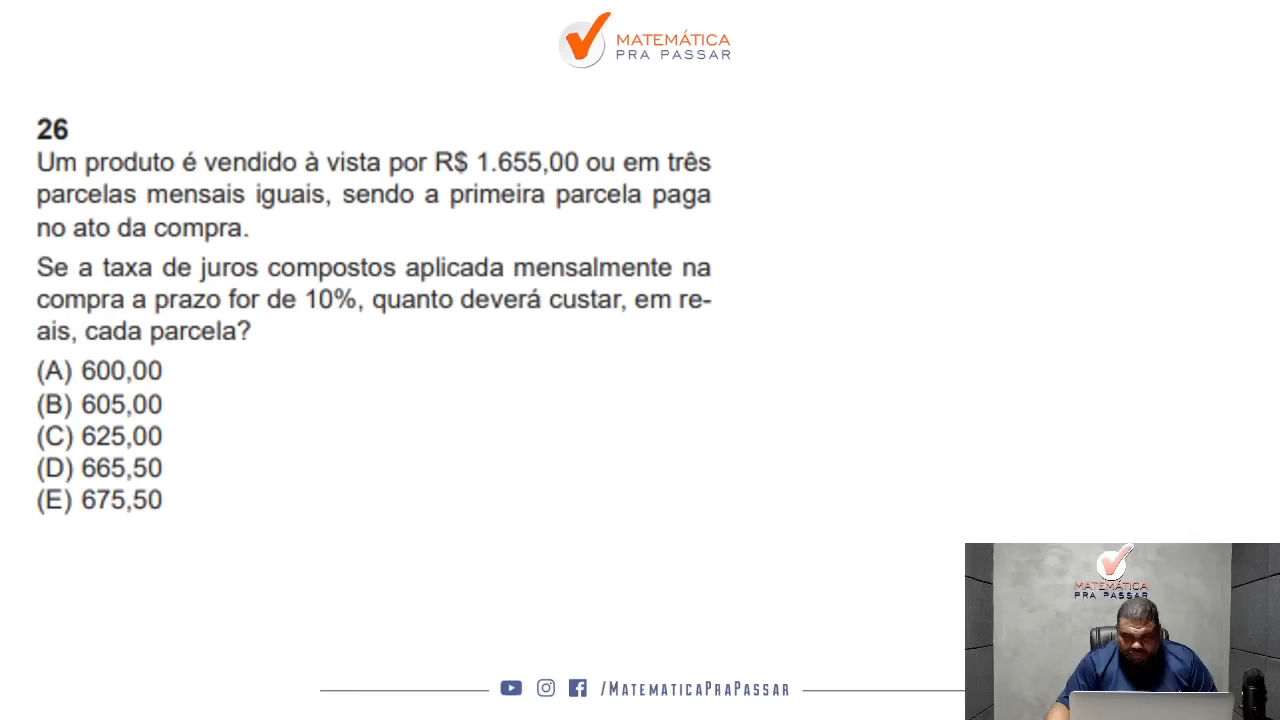 MATEMÁTICA
PRA PASSAR
26
Um produto é vendido à vista por R$ 1.655,00 ou em três
parcelas mensais iguais, sendo a primeira parcela paga
no ato da compra.
Se a taxa de juros compostos aplicada mensalmente na
compra a prazo for de 10%, quanto deverá custar, em re-
ais, cada parcela?
(A) 600,00
(B) 605,00
(C) 625,00
(D) 665,50
(E) 675,50
MATEMÁTICA
PRA PASSAR
/MATEMATICAPRAPASSAR